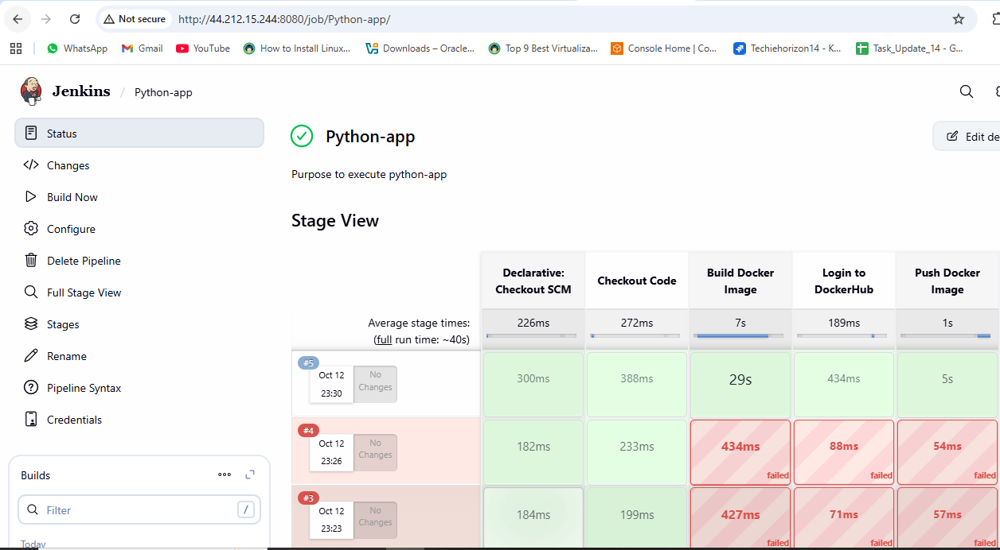 Not secure
http://44.212.15.244:8080/job/Python-app/
WhatsApp
Gmail
YouTube
How to Install Linux...
Downloads – Oracle...
Top 9 Best Virtualiza...
Console Home | Co...
Techiehorizon14 - K...
Task_Update_14 - G...
Jenkins / Python-app
Status
Changes
Build Now
Configure
Delete Pipeline
Full Stage View
Stages
Rename
Pipeline Syntax
Credentials
Builds
Filter
/
Today
Python-app
Edit de
Purpose to execute python-app
Stage View
Declarative:
Checkout SCM
Checkout Code
Build Docker
Image
Login to
DockerHub
Push Docker
Image
Average stage times:
(full run time: ~40s)
226ms
272ms
7s
189ms
1s
#5
Oct 12
23:30
No
Changes
300ms
388ms
29s
434ms
5s
#4
Oct 12
23:26
No
Changes
182ms
233ms
434ms
failed
88ms
failed
54ms
failed
#3
Oct 12
23:23
No
Changes
184ms
199ms
427ms
failed
71ms
failed
57ms
failed